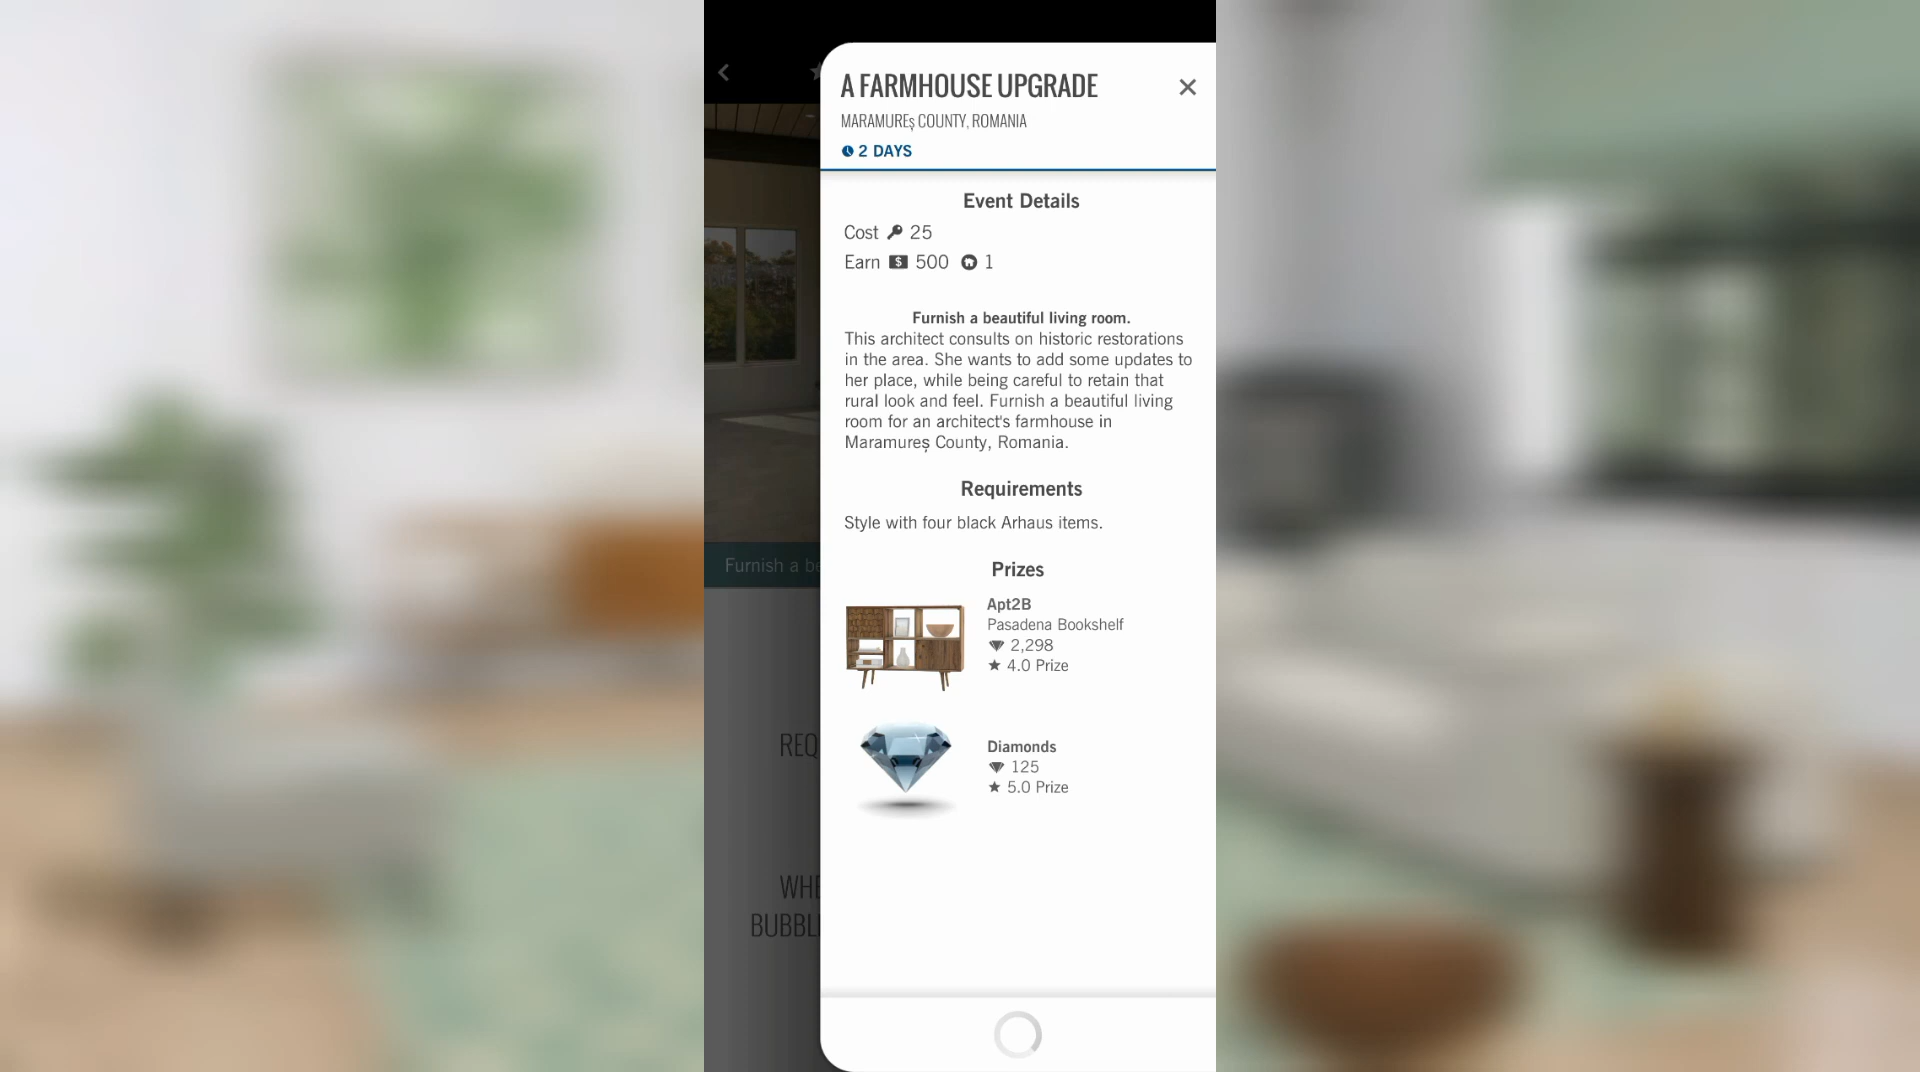 A FARMHOUSE UPGRADE
MARAMUREș COUNTY, ROMANIA
2 DAYS
Event Details
Cost 25
Earn $ 500 1
Furnish a beautiful living room.
This architect consults on historic restorations
in the area. She wants to add some updates to
her place, while being careful to retain that
rural look and feel. Furnish a beautiful living
room for an architect's farmhouse in
Maramureș County, Romania.
Requirements
Style with four black Arhaus items.
Prizes
Apt2B
Pasadena Bookshelf
2,298
4.0 Prize
Diamonds
125
5.0 Prize
Furnish a be
REQ
WHE
BUBBL